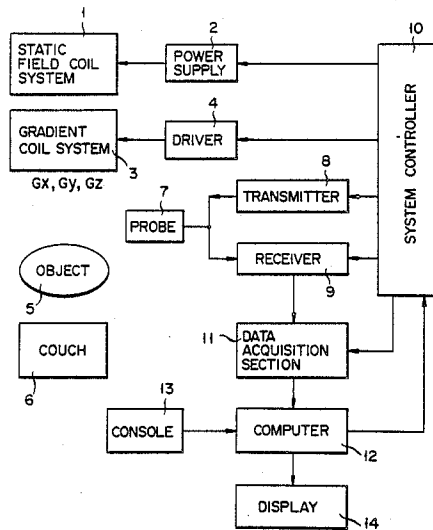 1
STATIC
FIELD COIL
SYSTEM
2
POWER
SUPPLY
10
SYSTEM CONTROLLER
GRADIENT
COIL SYSTEM
3
GX, Gy, GZ
4
DRIVER
8
TRANSMITTER
7
PROBE
RECEIVER
9
OBJECT
5
COUCH
6
11
DATA
ACQUISITION
SECTION
13
CONSOLE
COMPUTER
12
DISPLAY
14